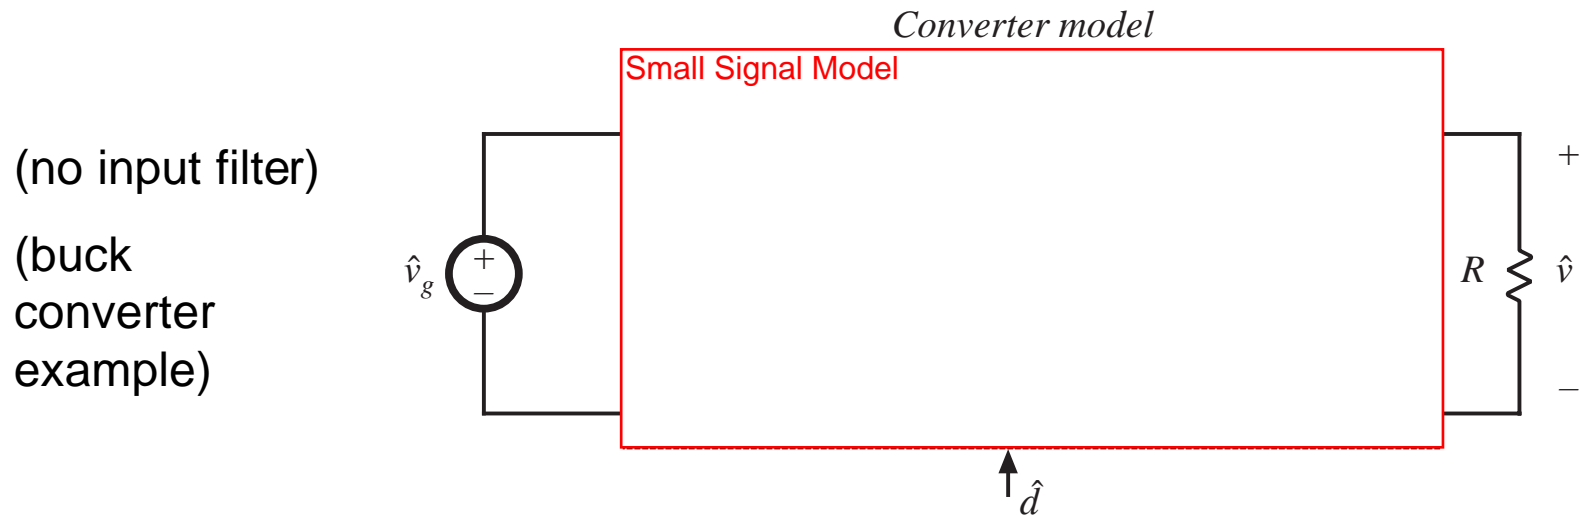 Converter model
Small Signal Model
(no input filter)
(buck
converter
example)
v̂g
+
−
R
v̂
+
−
d̂